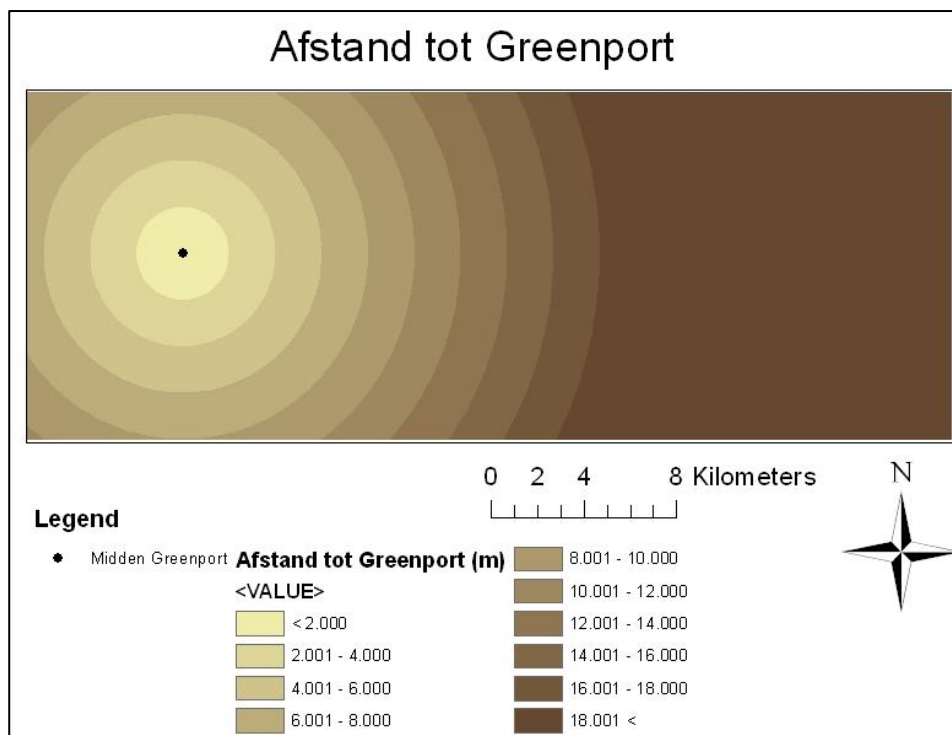 Afstand tot Greenport
0 2 4 8 Kilometers
N
Legend
Midden Greenport
Afstand tot Greenport (m)
<VALUE>
< 2.000
2.001 - 4.000
4.001 - 6.000
6.001 - 8.000
8.001 - 10.000
10.001 - 12.000
12.001 - 14.000
14.001 - 16.000
16.001 - 18.000
18.001 <